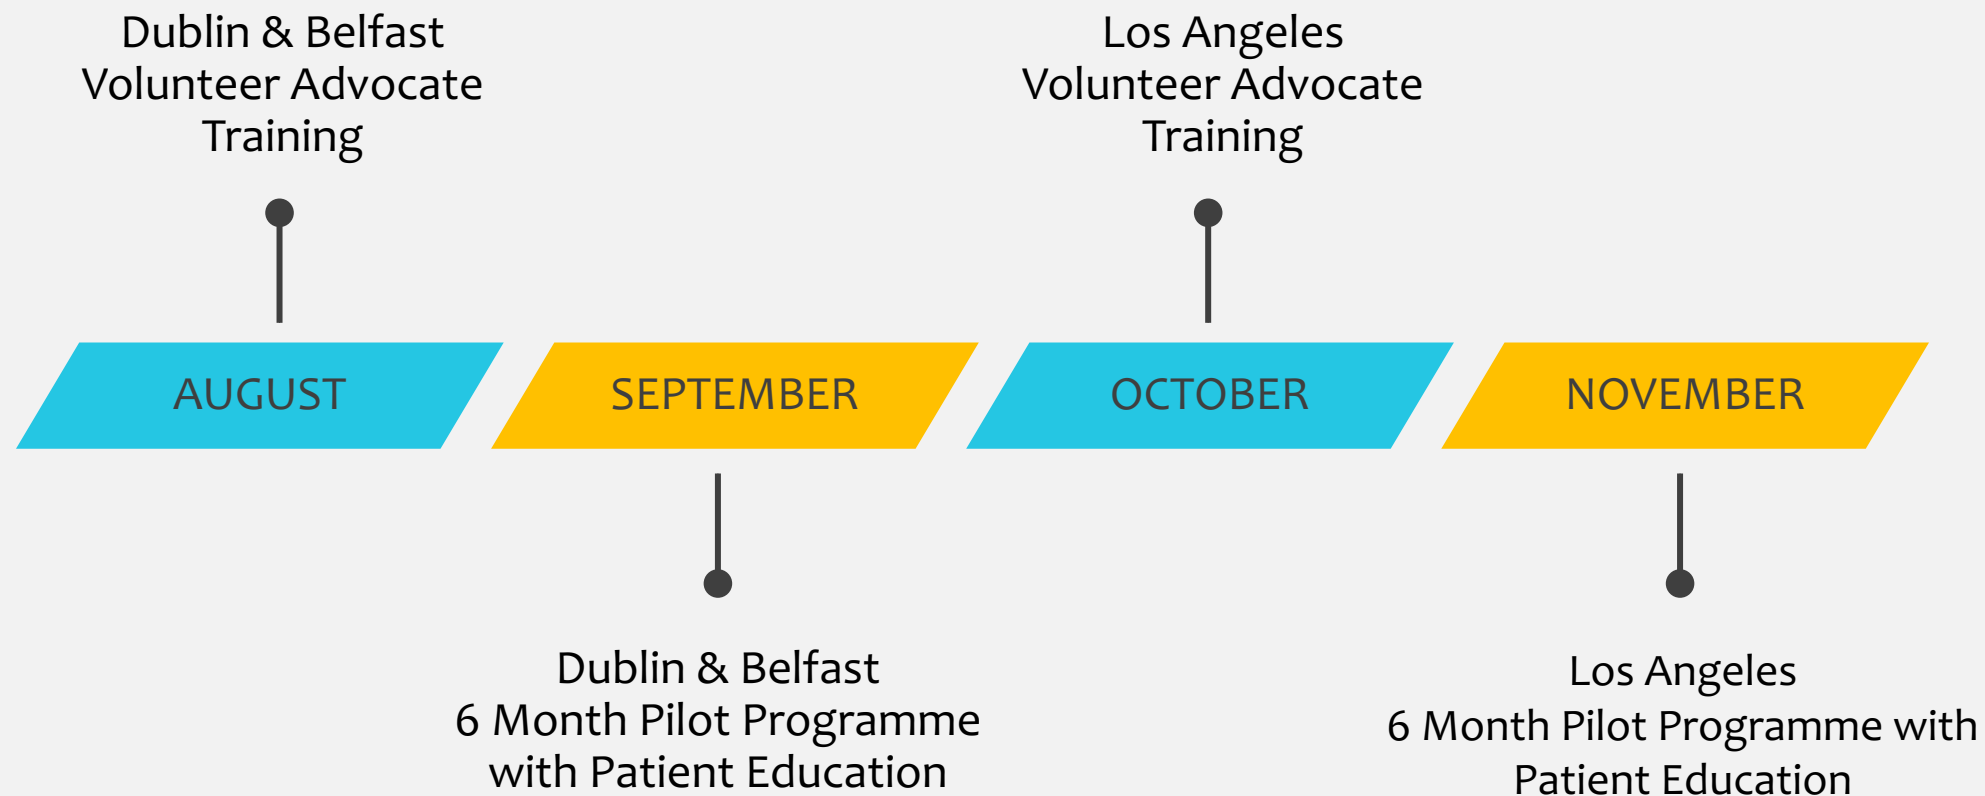 Dublin & Belfast
Volunteer Advocate
Training
Los Angeles
Volunteer Advocate
Training
AUGUST
SEPTEMBER
OCTOBER
NOVEMBER
Dublin & Belfast
6 Month Pilot Programme
with Patient Education
Los Angeles
6 Month Pilot Programme with
Patient Education